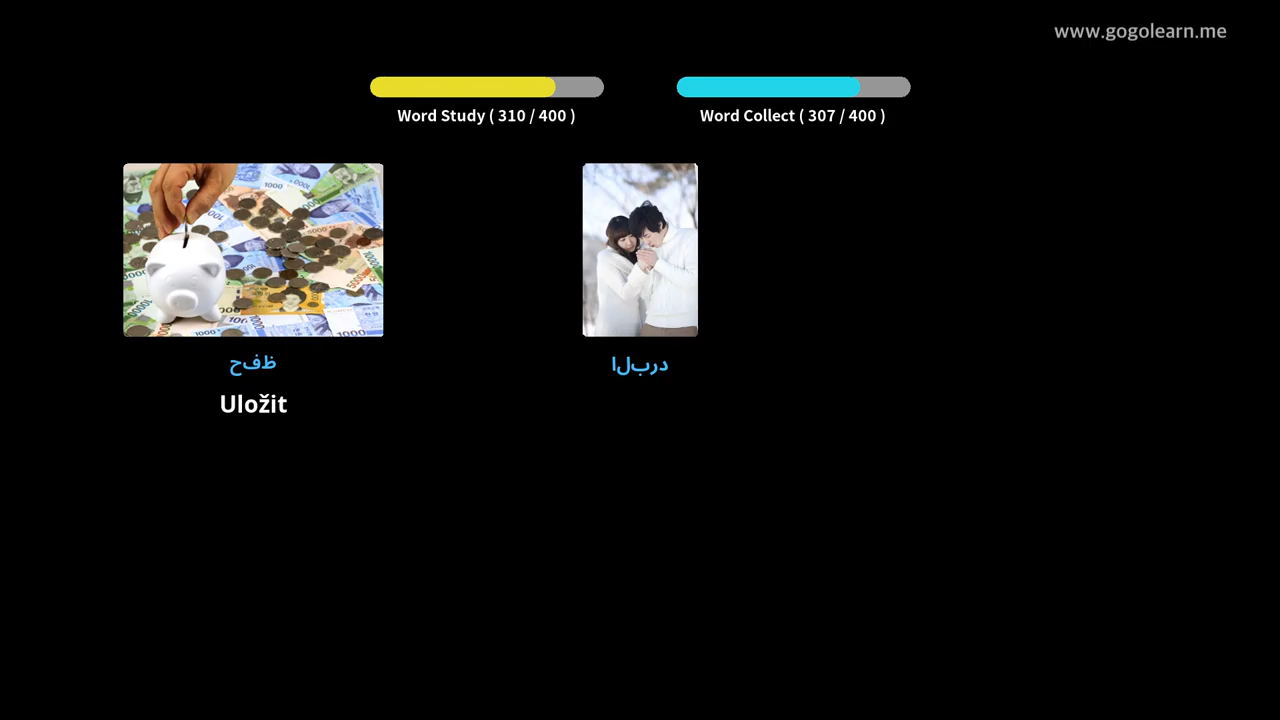 www.gogolearn.me
Word Study ( 310 / 400 )
Word Collect ( 307 / 400 )
حفظ
البرد
Uložit